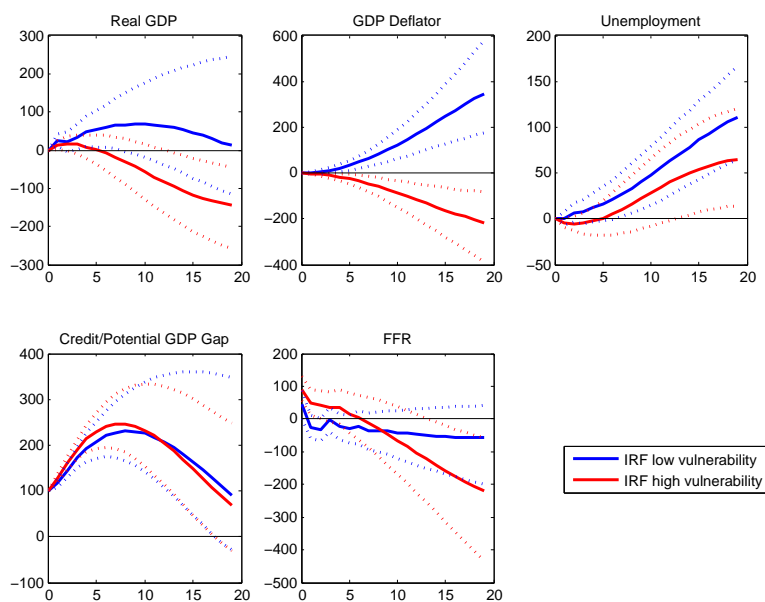 Real GDP
300
200
100
0
−100
−200
−300
0 5 10 15 20
GDP Deflator
600
400
200
0
−200
−400
0 5 10 15 20
Unemployment
200
150
100
50
0
−50
0 5 10 15 20
Credit/Potential GDP Gap
400
300
200
100
0
−100
0 5 10 15 20
FFR
200
100
0
−100
−200
−300
−400
−500
0 5 10 15 20
IRF low vulnerability
IRF high vulnerability